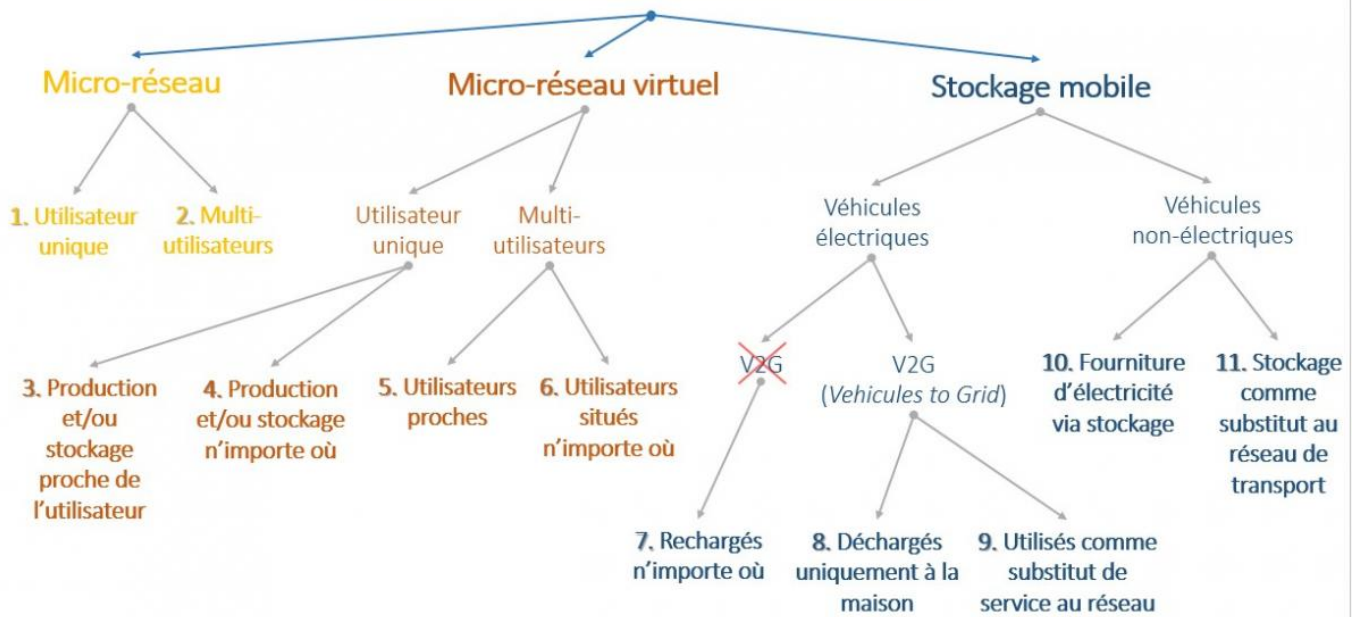 Micro-réseau
Micro-réseau virtuel
Stockage mobile
1. Utilisateur
unique
2. Multi-
utilisateurs
Utilisateur
unique
Multi-
utilisateurs
Véhicules
électriques
Véhicules
non-électriques
3. Production
et/ou
stockage
proche de
l'utilisateur
4. Production
et/ou stockage
n'importe où
5. Utilisateurs
proches
6. Utilisateurs
situés
n'importe où
V2G
V2G
(Vehicules to Grid)
10. Fourniture
d'électricité
via stockage
11. Stockage
comme
substitut au
réseau de
transport
7. Rechargés
n'importe où
8. Déchargés
uniquement à la
maison
9. Utilisés comme
substitut de
service au réseau